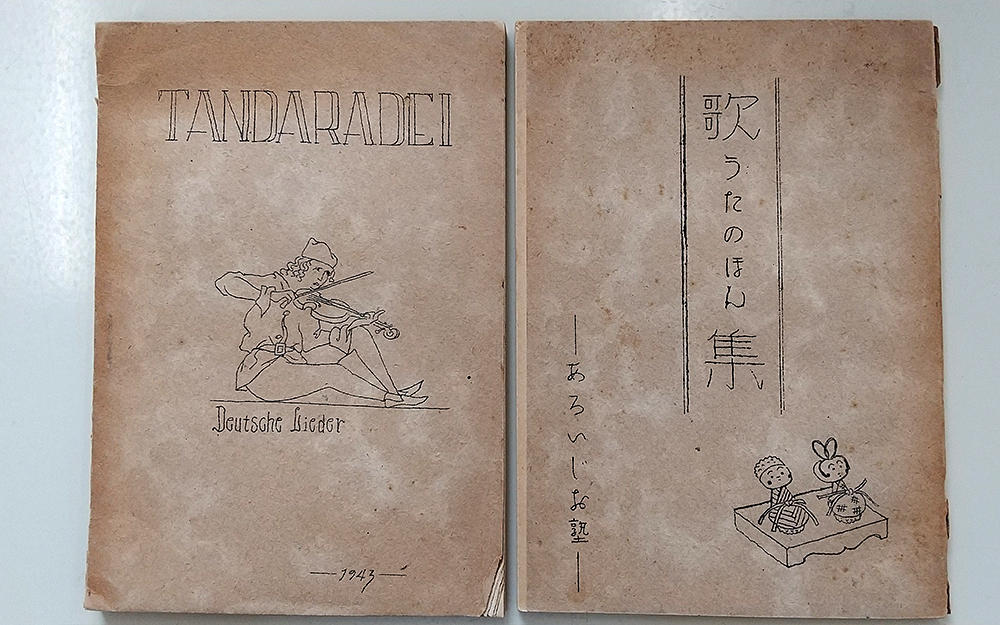 TANDARADEI
Deutsche Lieder
—1943—
歌うたのほん集
—あろいじお塾—